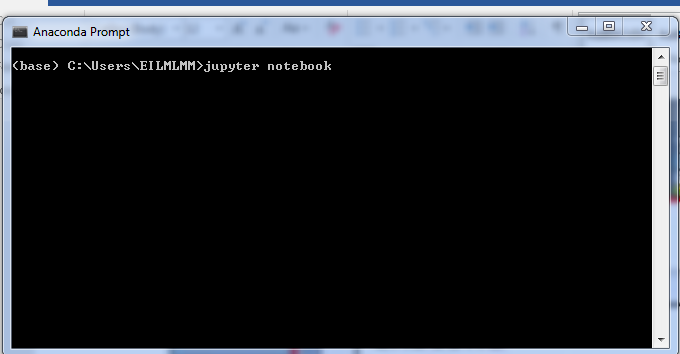 Anaconda Prompt
(base) C:\Users\EILMLMM>jupyter notebook